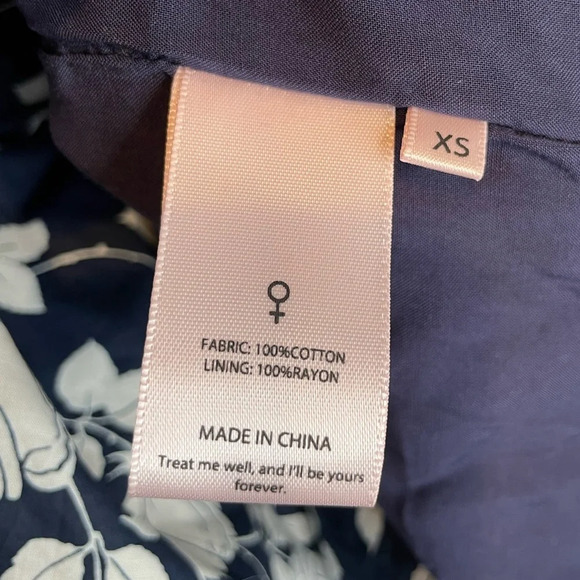 XS
♀
FABRIC: 100%COTTON
LINING: 100%RAYON
MADE IN CHINA
Treat me well, and I'll be yours
forever.